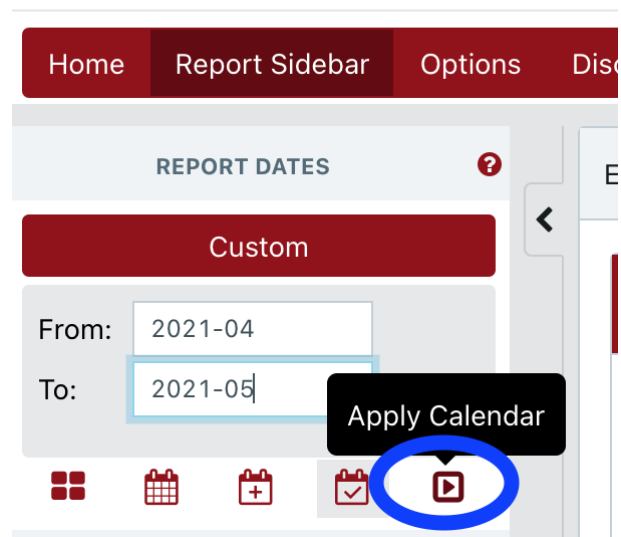 Home Report Sidebar Options
REPORT DATES
Custom
From: 2021-04
To: 2021-05
Apply Calendar